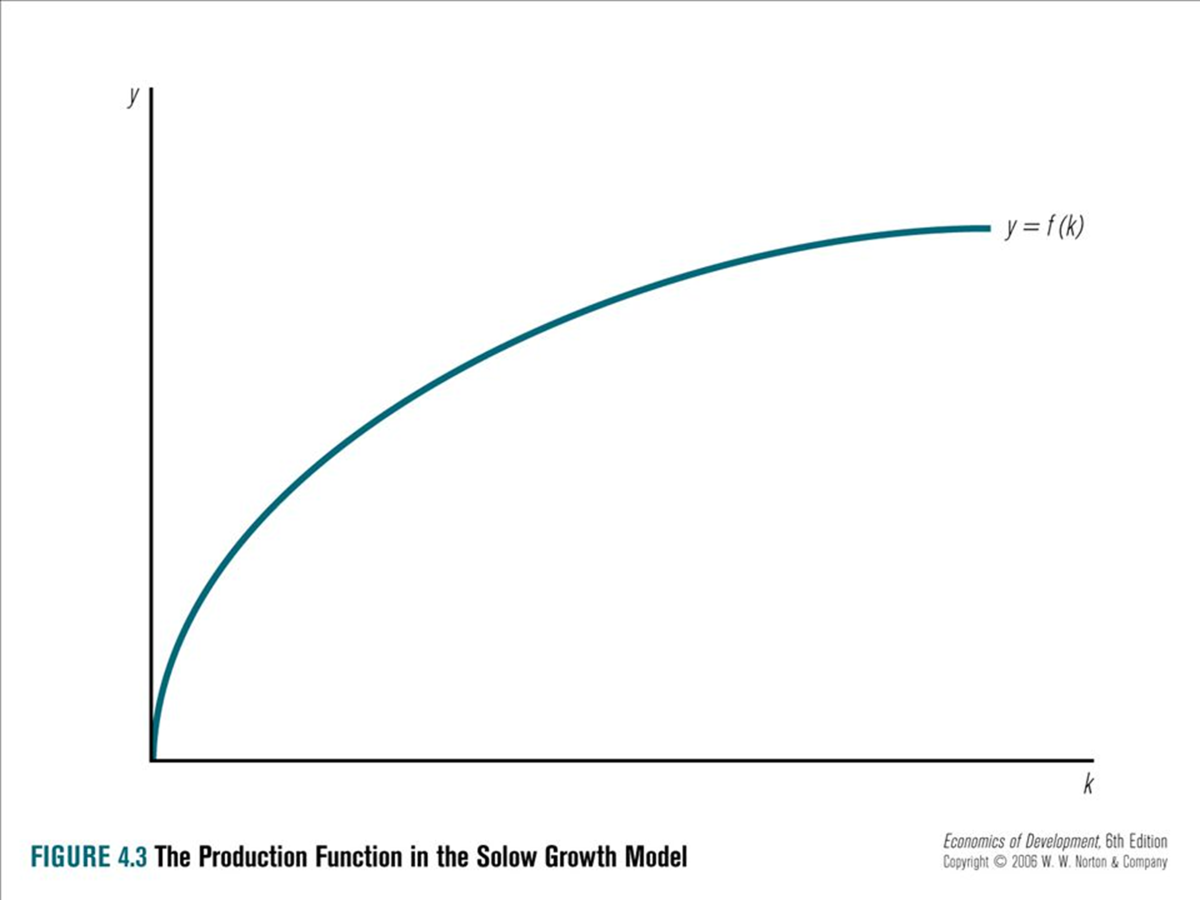 y
y = f (k)
k
FIGURE 4.3 The Production Function in the Solow Growth Model
Economics of Development, 6th Edition
Copyright © 2006 W. W. Norton & Company